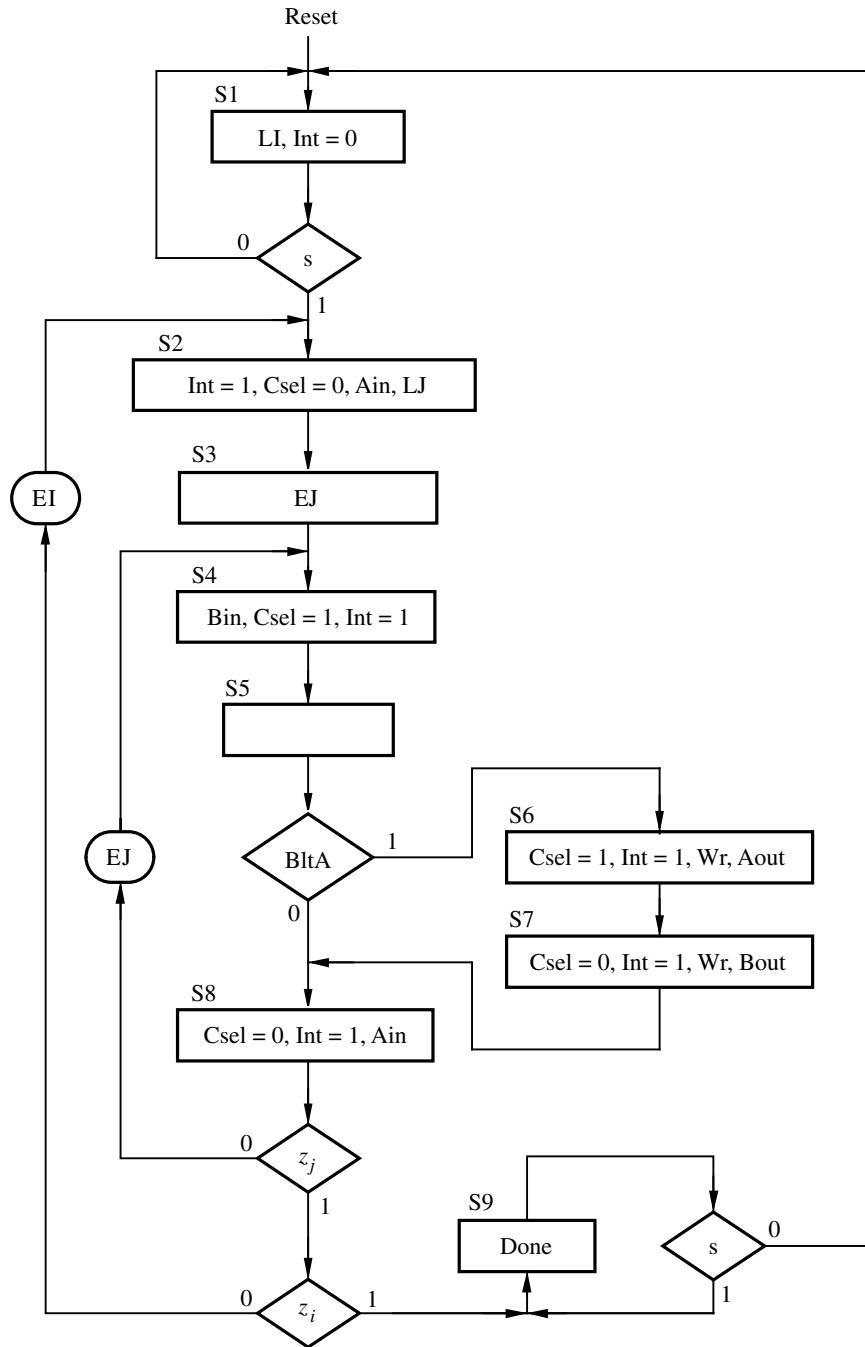 Reset
S1
LI, Int = 0
0
s
1
S2
Int = 1, Csel = 0, Ain, LJ
S3
EI
EJ
S4
Bin, Csel = 1, Int = 1
S5
S6
1
EJ
BltA
Csel = 1, Int = 1, Wr, Aout
0
S7
Csel = 0, Int = 1, Wr, Bout
S8
Csel = 0, Int = 1, Ain
0
z_j
1
S9
Done
s
0
1
0
z_i
1